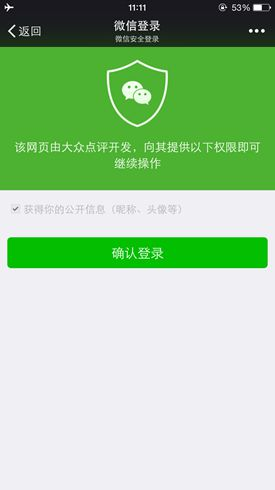 11:11
53%
返回
微信登录
微信安全登录
该网页由大众点评开发，向其提供以下权限即可
继续操作
获得你的公开信息（昵称、头像等）
确认登录